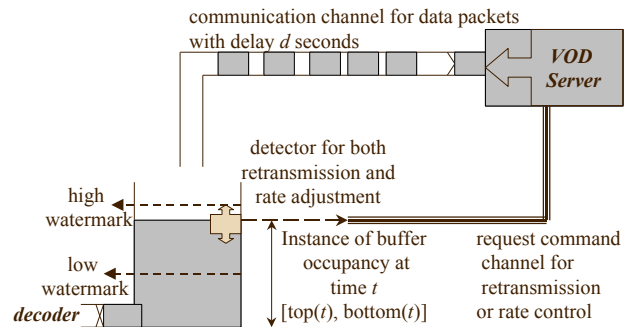 communication channel for data packets
with delay d seconds
VOD
Server
detector for both
retransmission and
rate adjustment
high
watermark
low
watermark
decoder
Instance of buffer
occupancy at
time t
[top(t), bottom(t)]
request command
channel for
retransmission
or rate control